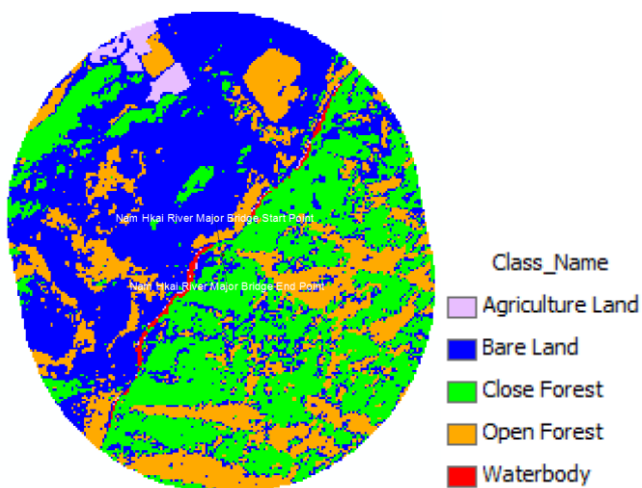 Nam Hkai River Major Bridge Start Point
Nam Hkai River Major Bridge End Point
Class_Name
Agriculture Land
Bare Land
Close Forest
Open Forest
Waterbody